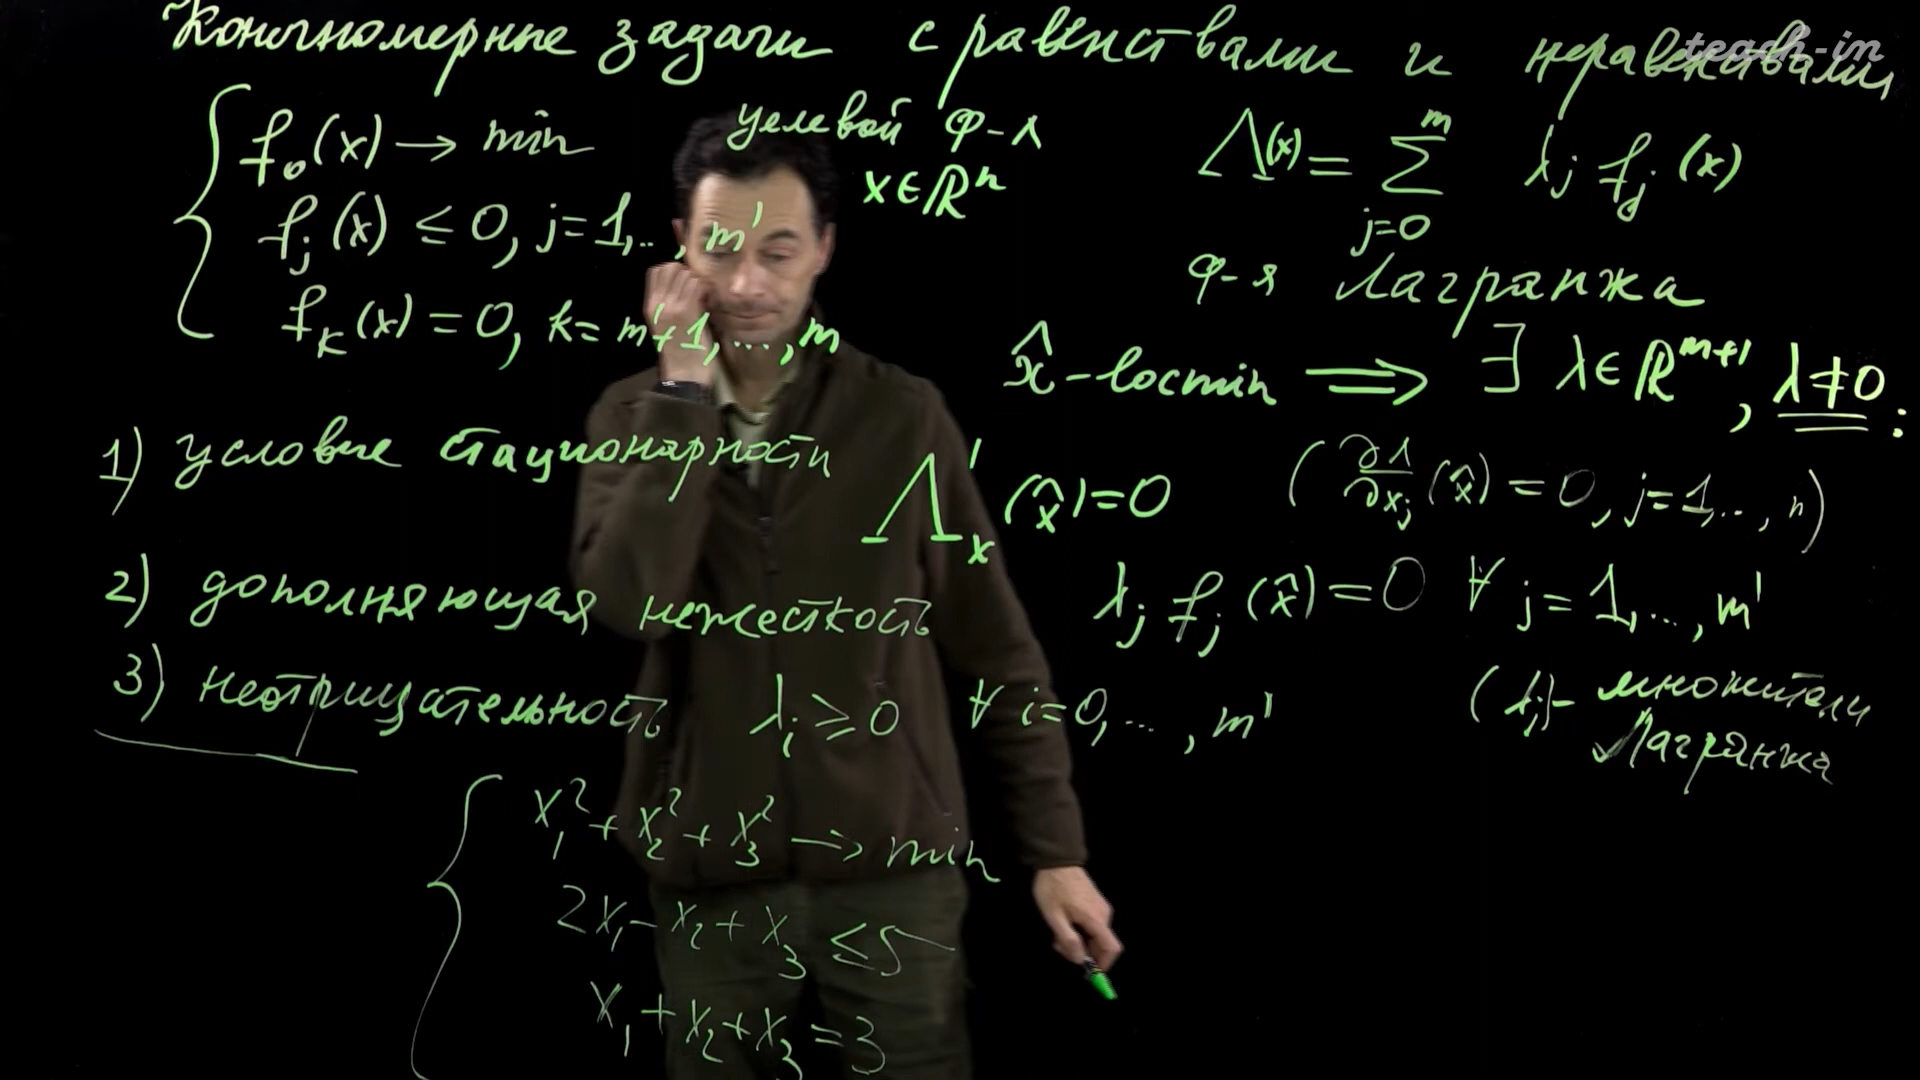 Конечномерные задачи с равенствами и неравенствами
teach-in
f₀(x) → min
целевой ф-л
x ∈ ℝⁿ
fⱼ(x) ≤ 0, j=1,.., m'
fₖ(x) = 0, k= m'+1,...,m
Λ(x) = ∑_{j=0}^{m} λⱼ fⱼ(x)
ф-я Лагранжа
x̂ - locmin ⟹ ∃ λ∈ℝᵐ⁺¹, λ≠0 :
1) условие стационарности Λ'ₓ(x̂)=0 (∂Λ/∂xⱼ (x̂) = 0, j=1,.., n)
2) дополняющая нежесткость λⱼ fⱼ(x̂)=0 ∀ j=1,...,m'
3) неотрицательность λᵢ ≥ 0 ∀ i=0,...,m'
(λⱼ)- множители
Лагранжа
x₁² + x₂² + x₃² → min
2x₁ - x₂ + x₃ ≤ 5
x₁ + x₂ + x₃ = 3